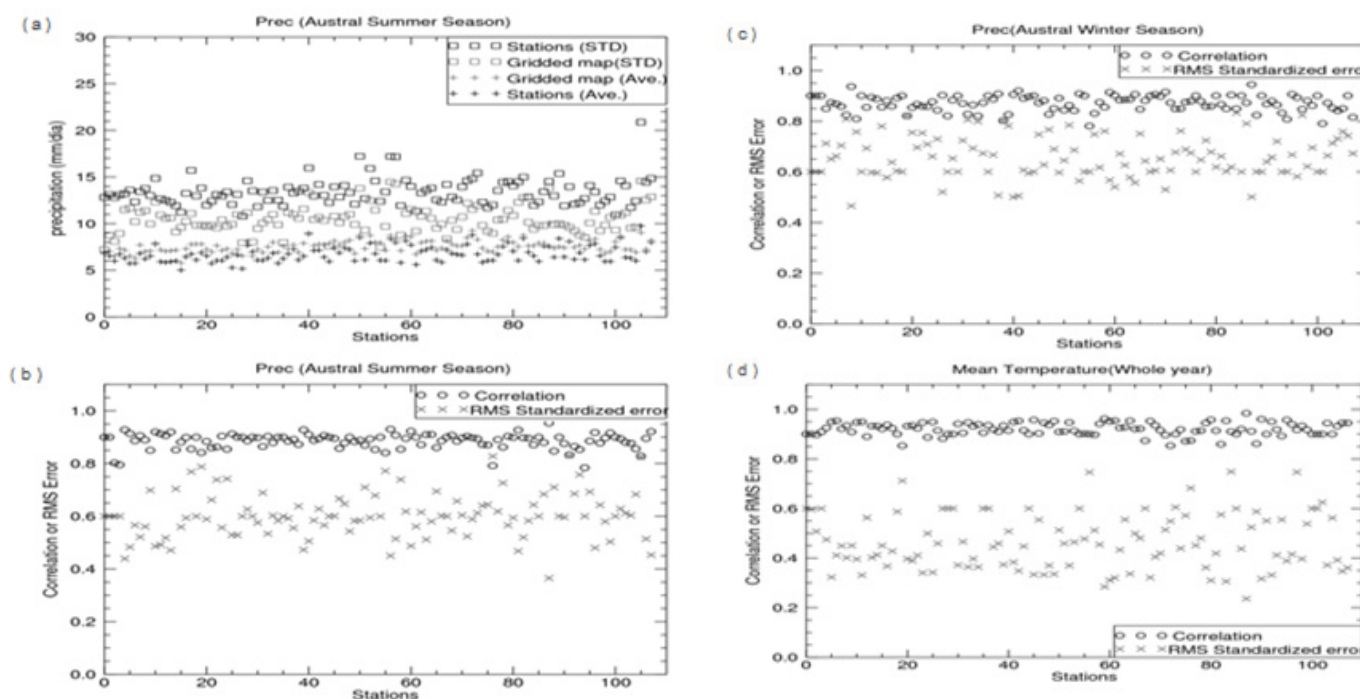 ( a )
Prec (Austral Summer Season)
30
25
20
15
10
5
0
precipitation (mm/dia)
Stations (STD)
Gridded map(STD)
Gridded map (Ave.)
Stations (Ave.)
0 20 40 60 80 100
Stations
( b )
Prec (Austral Summer Season)
1.0
0.8
0.6
0.4
0.2
0.0
Correlation or RMS Error
Correlation
RMS Standardized error
0 20 40 60 80 100
Stations
( c )
Prec(Austral Winter Season)
1.0
0.8
0.6
0.4
0.2
0.0
Correlation or RMS Error
Correlation
RMS Standardized error
0 20 40 60 80 100
Stations
( d )
Mean Temperature(Whole year)
1.0
0.8
0.6
0.4
0.2
0.0
Correlation or RMS Error
Correlation
RMS Standardized error
0 20 40 60 80 100
Stations